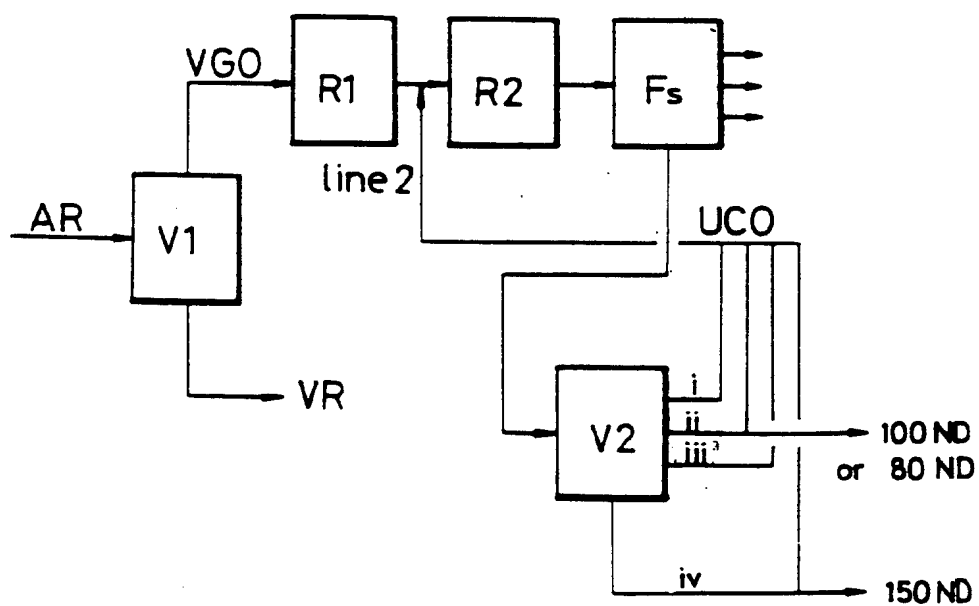 VGO
R1
R2
Fs
line 2
AR
V1
UCO
VR
V2
i
ii
iii
iv
100 ND
or 80 ND
150 ND